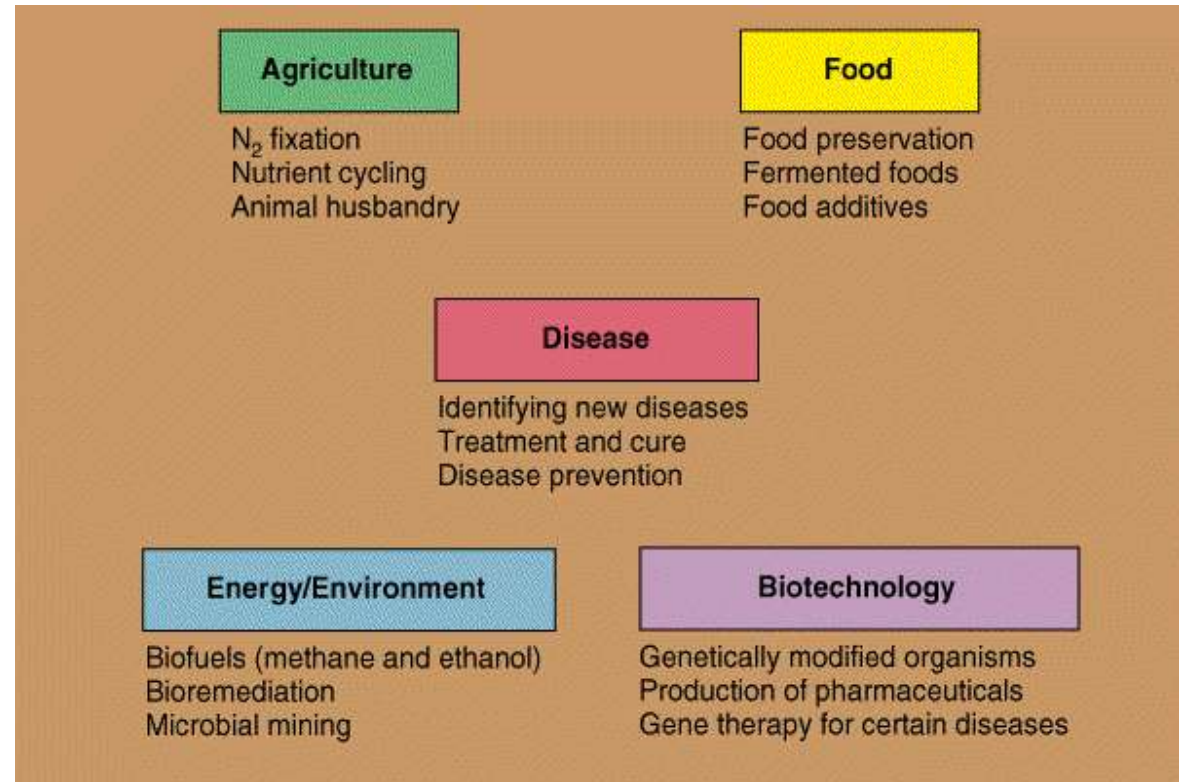 Agriculture
N₂ fixation
Nutrient cycling
Animal husbandry
Food
Food preservation
Fermented foods
Food additives
Disease
Identifying new diseases
Treatment and cure
Disease prevention
Energy/Environment
Biofuels (methane and ethanol)
Bioremediation
Microbial mining
Biotechnology
Genetically modified organisms
Production of pharmaceuticals
Gene therapy for certain diseases